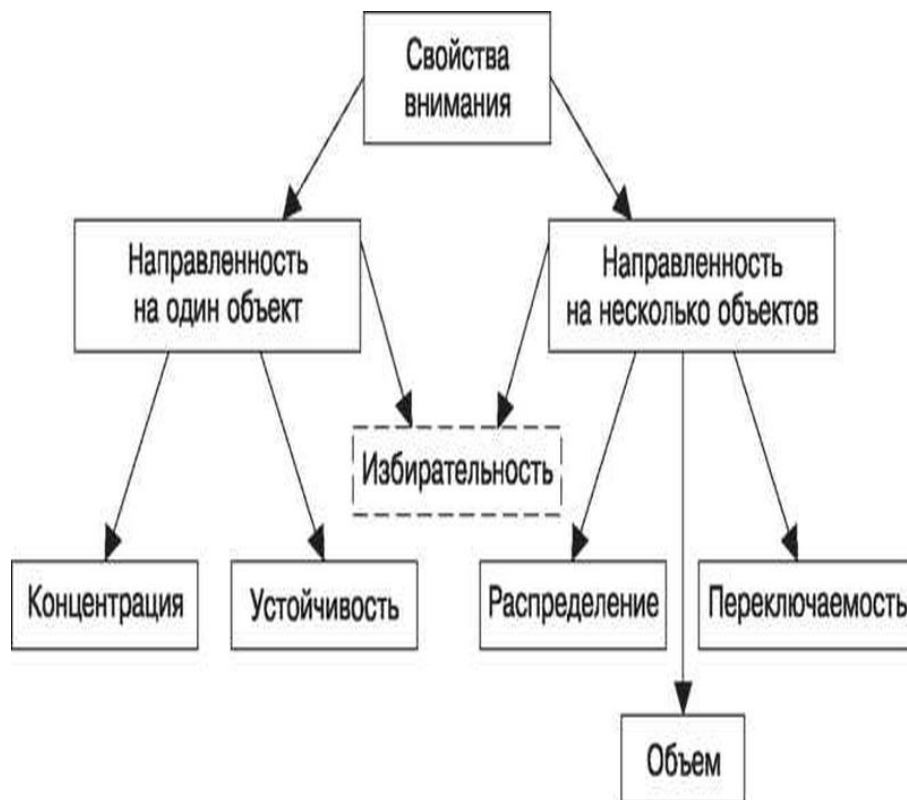 Свойства
внимания
Направленность
на один объект
Направленность
на несколько объектов
Избирательность
Концентрация
Устойчивость
Распределение
Переключаемость
Объем